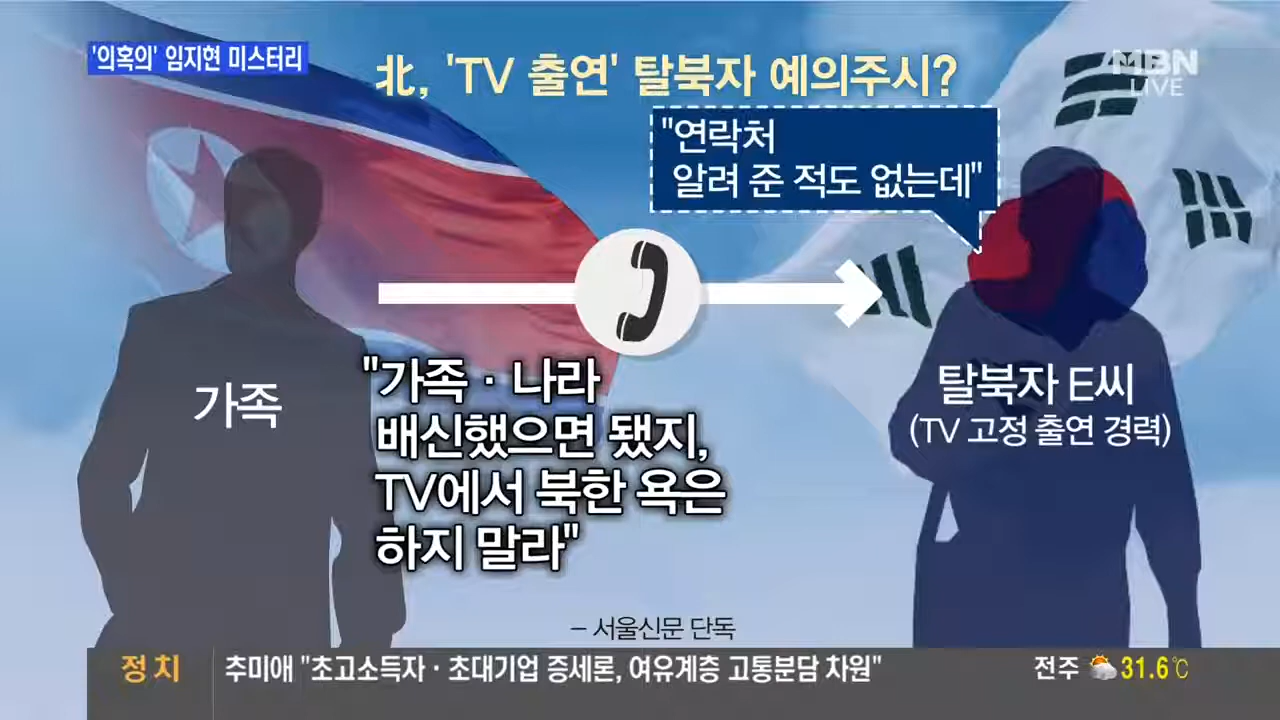 '의혹의' 임지현 미스터리
北, 'TV 출연' 탈북자 예의주시?
MBN
LIVE
"연락처
알려 준 적도 없는데"
가족
"가족·나라
배신했으면 됐지,
TV에서 북한 욕은
하지 말라"
탈북자 E씨
(TV 고정 출연 경력)
- 서울신문 단독
정치 추미애 "초고소득자·초대기업 증세론, 여유계층 고통분담 차원" 전주 31.6℃